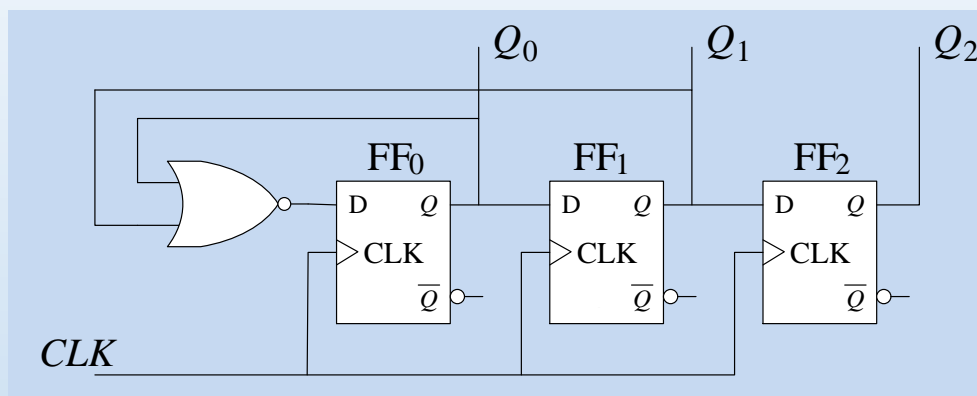 Q0 Q1 Q2
FF0 FF1 FF2
D Q D Q D Q
CLK CLK CLK
Q̅ Q̅ Q̅
CLK